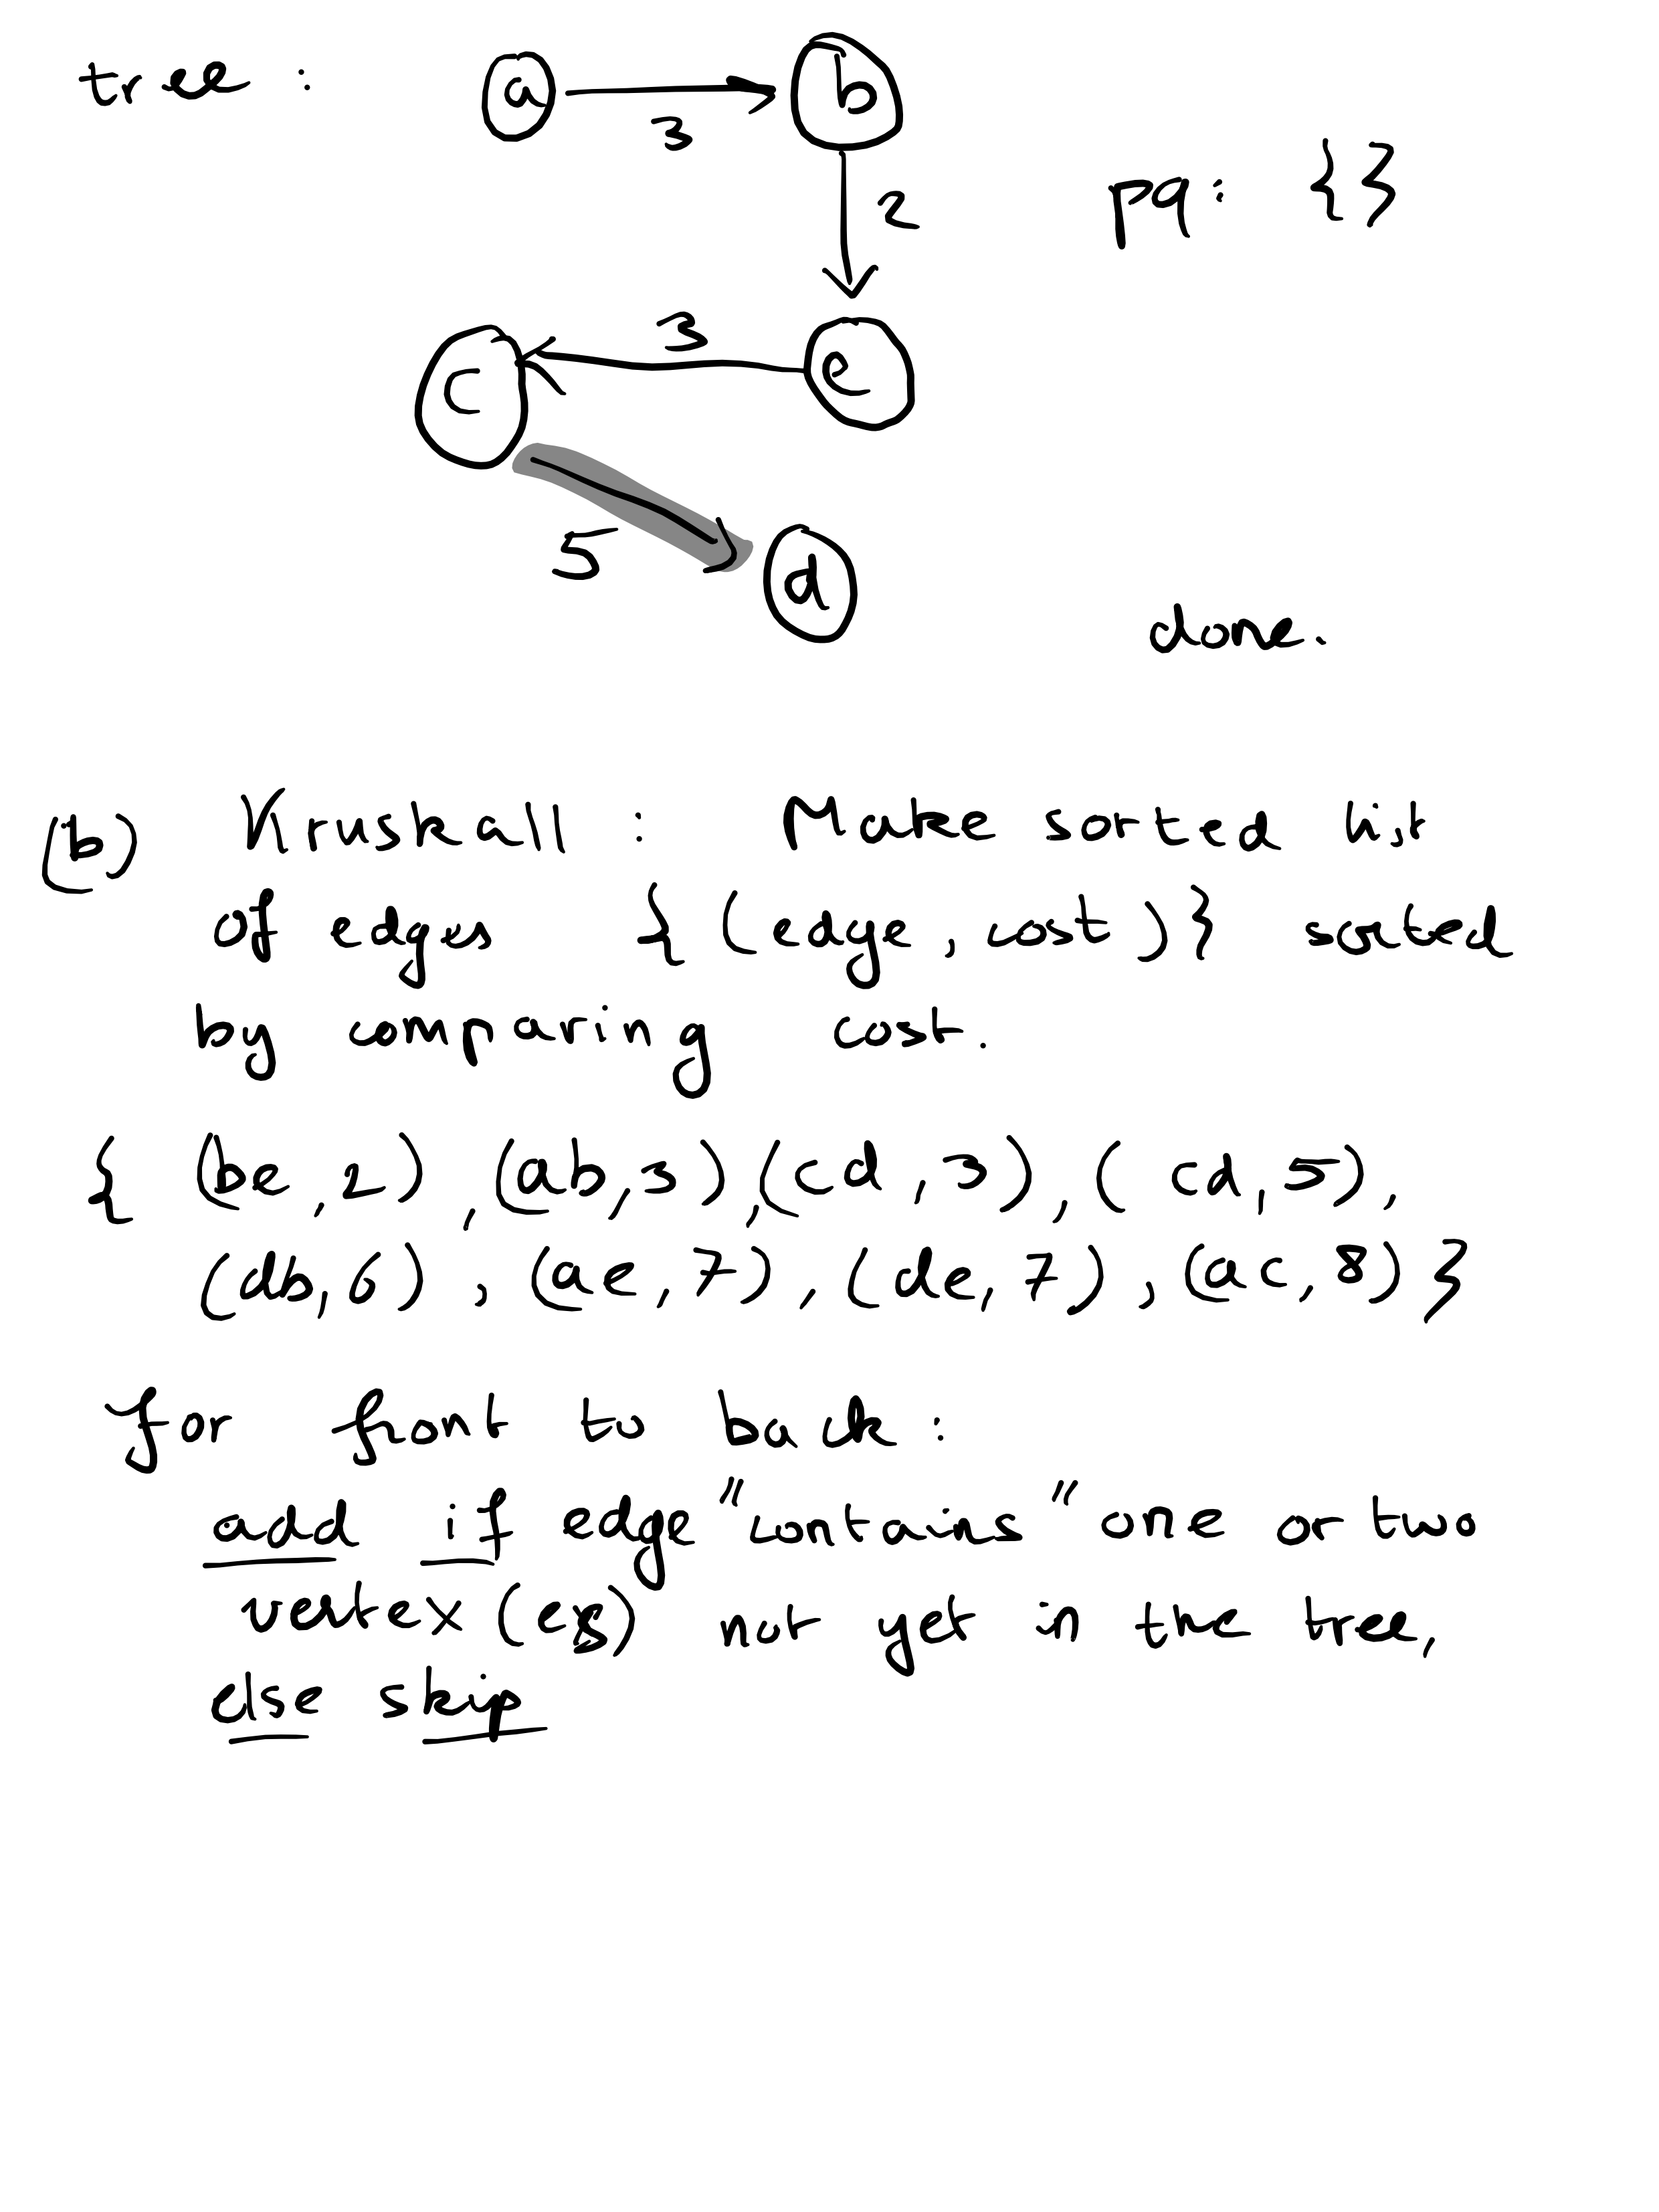 tree :
a
3
b
2
pq: {}
3
c
e
5
d
done.
(b) Kruskall : Make sorted list
of edges { (edge, cost)} sorted
by comparing cost.
{ (be,2), (ab,3), (cd,3), (cd,5),
(db,6), (ae,7), (de,7), (ac,8) }
for front to back:
add if edge "contains" one or two
vertex(es) not yet in the tree,
else skip